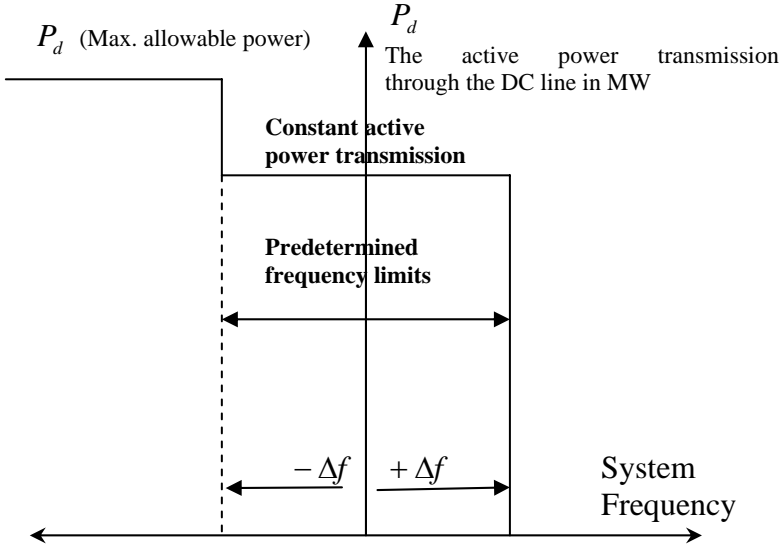 P_d (Max. allowable power)
P_d
The active power transmission
through the DC line in MW
Constant active
power transmission
Predetermined
frequency limits
− Δf
+ Δf
System
Frequency